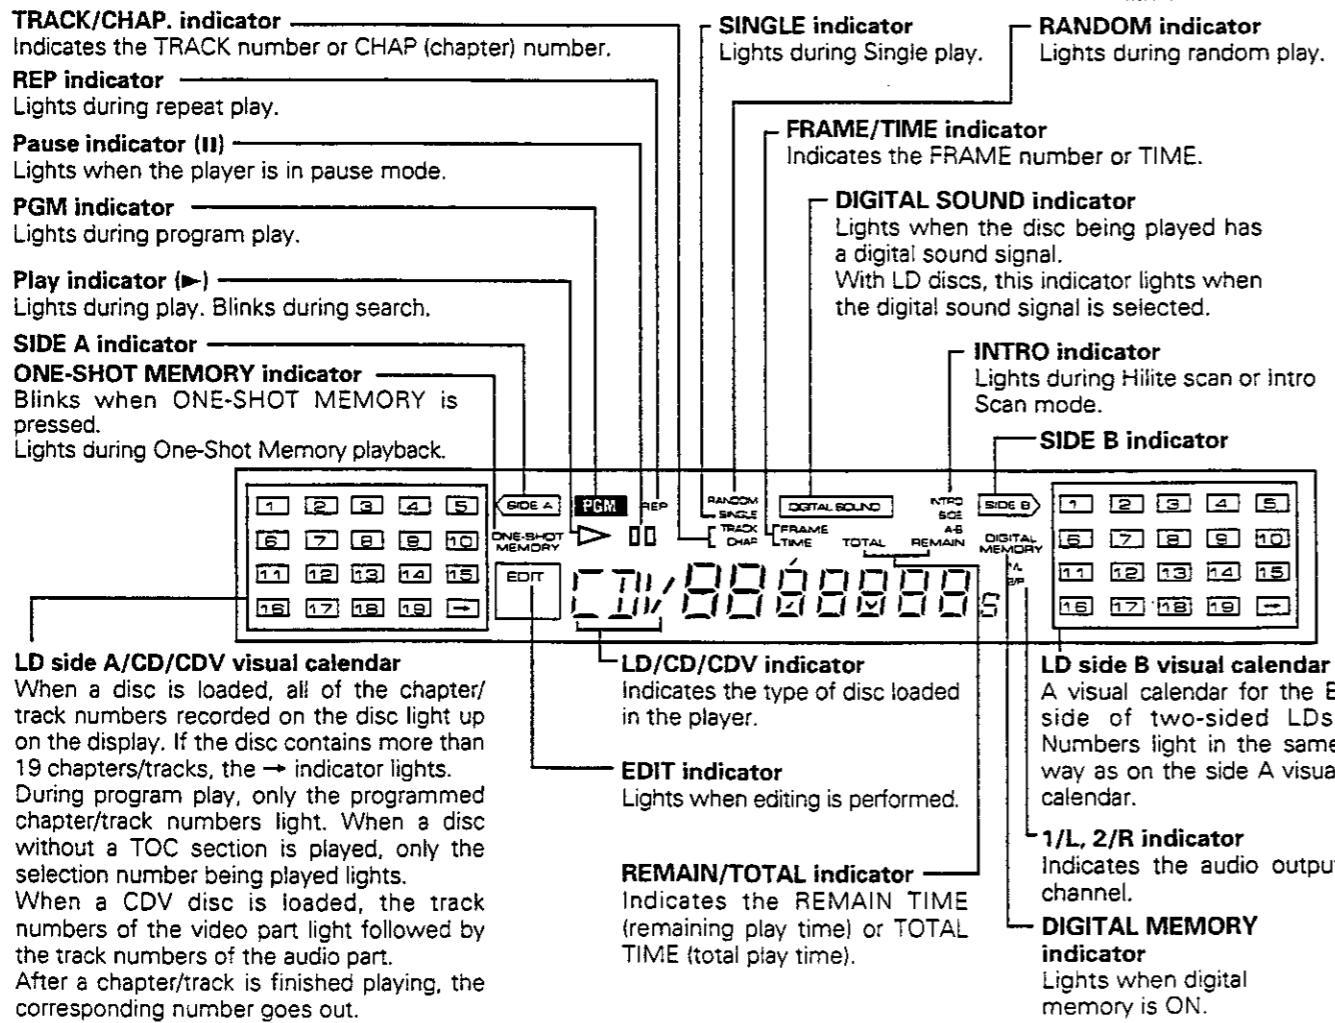 TRACK/CHAP. indicator
Indicates the TRACK number or CHAP (chapter) number.
REP indicator
Lights during repeat play.
Pause indicator (II)
Lights when the player is in pause mode.
PGM indicator
Lights during program play.
Play indicator (►)
Lights during play. Blinks during search.
SIDE A indicator
ONE-SHOT MEMORY indicator
Blinks when ONE-SHOT MEMORY is
pressed.
Lights during One-Shot Memory playback.
SINGLE indicator
Lights during Single play.
RANDOM indicator
Lights during random play.
FRAME/TIME indicator
Indicates the FRAME number or TIME.
DIGITAL SOUND indicator
Lights when the disc being played has
a digital sound signal.
With LD discs, this indicator lights when
the digital sound signal is selected.
INTRO indicator
Lights during Hilite scan or intro
Scan mode.
SIDE B indicator
1 2 3 4 5
6 7 8 9 10
11 12 13 14 15
16 17 18 19 →
SIDE A
PGM
REP
ONE-SHOT
MEMORY
EDIT
RANDOM
SINGLE
TRACK
CHAP
DIGITAL SOUND
FRAME
TIME
TOTAL
REMAIN
INTRO
SIDE
A-B
SIDE B
DIGITAL
MEMORY
1/L
2/R
CDV 88 8 8 8 8 S
1 2 3 4 5
6 7 8 9 10
11 12 13 14 15
16 17 18 19 →
LD side A/CD/CDV visual calendar
When a disc is loaded, all of the chapter/
track numbers recorded on the disc light up
on the display. If the disc contains more than
19 chapters/tracks, the → indicator lights.
During program play, only the programmed
chapter/track numbers light. When a disc
without a TOC section is played, only the
selection number being played lights.
When a CDV disc is loaded, the track
numbers of the video part light followed by
the track numbers of the audio part.
After a chapter/track is finished playing, the
corresponding number goes out.
LD/CD/CDV indicator
Indicates the type of disc loaded
in the player.
EDIT indicator
Lights when editing is performed.
REMAIN/TOTAL indicator
Indicates the REMAIN TIME
(remaining play time) or TOTAL
TIME (total play time).
LD side B visual calendar
A visual calendar for the B
side of two-sided LDs
Numbers light in the same
way as on the side A visual
calendar.
1/L, 2/R indicator
Indicates the audio output
channel.
DIGITAL MEMORY
indicator
Lights when digital
memory is ON.